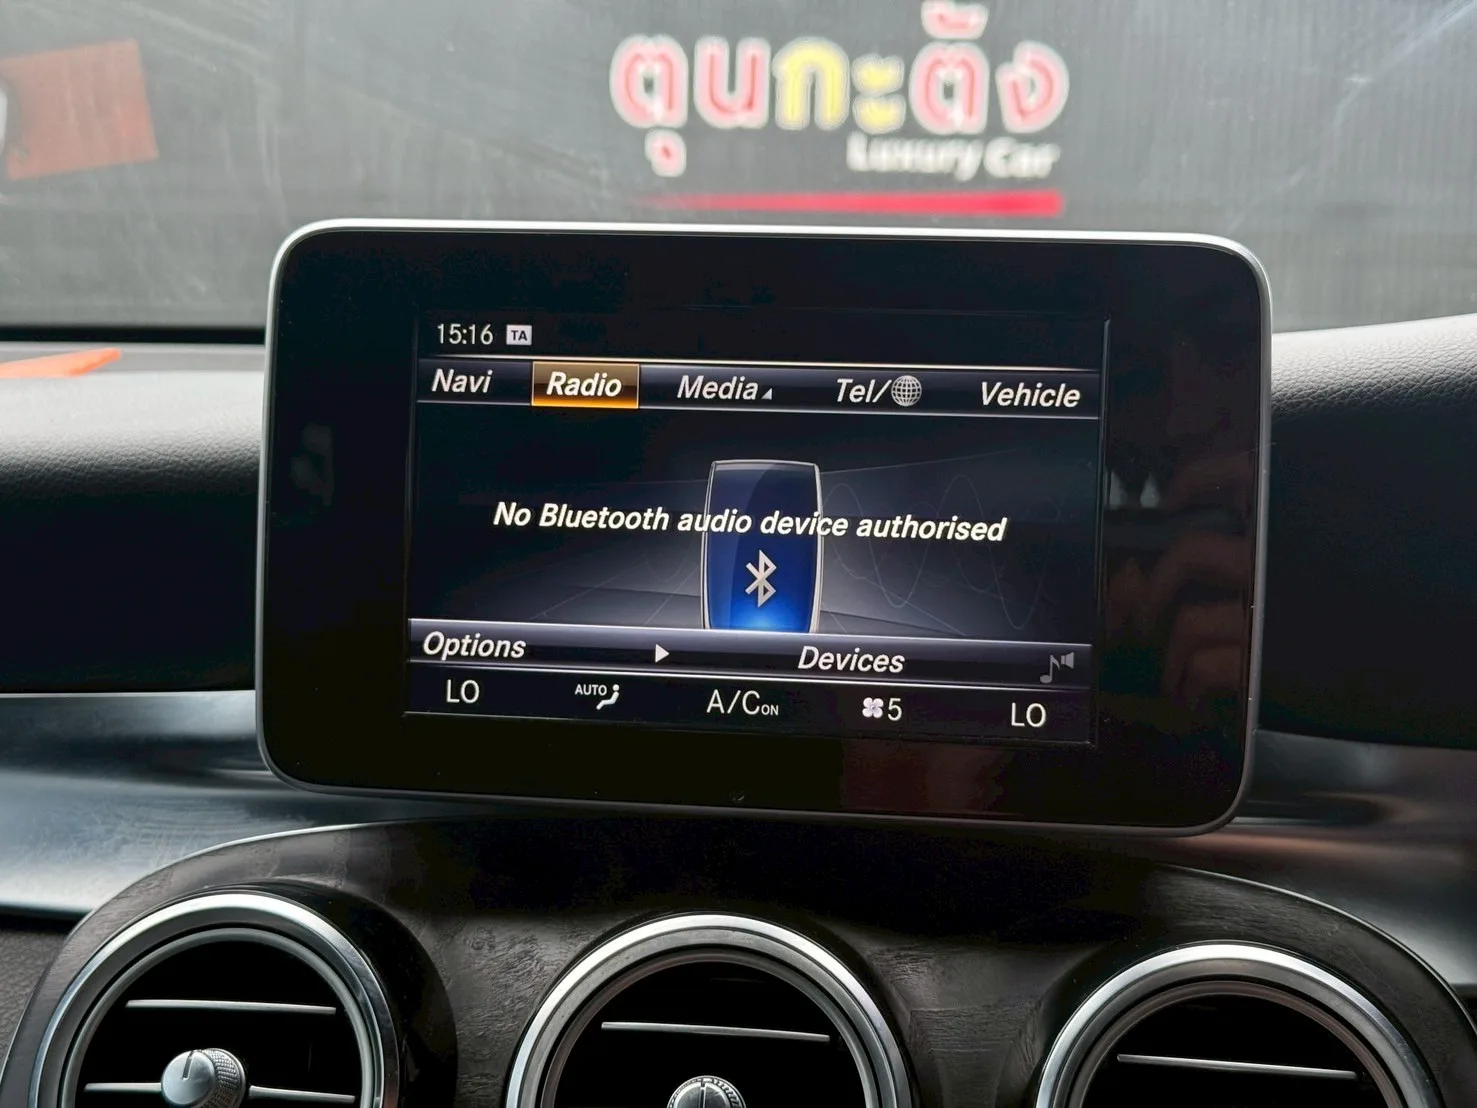 ตูนกะตัง
Luxury Car
15:16 TA
Navi Radio Media Tel/ Vehicle
No Bluetooth audio device authorised
Options Devices
LO AUTO A/C ON 5 LO